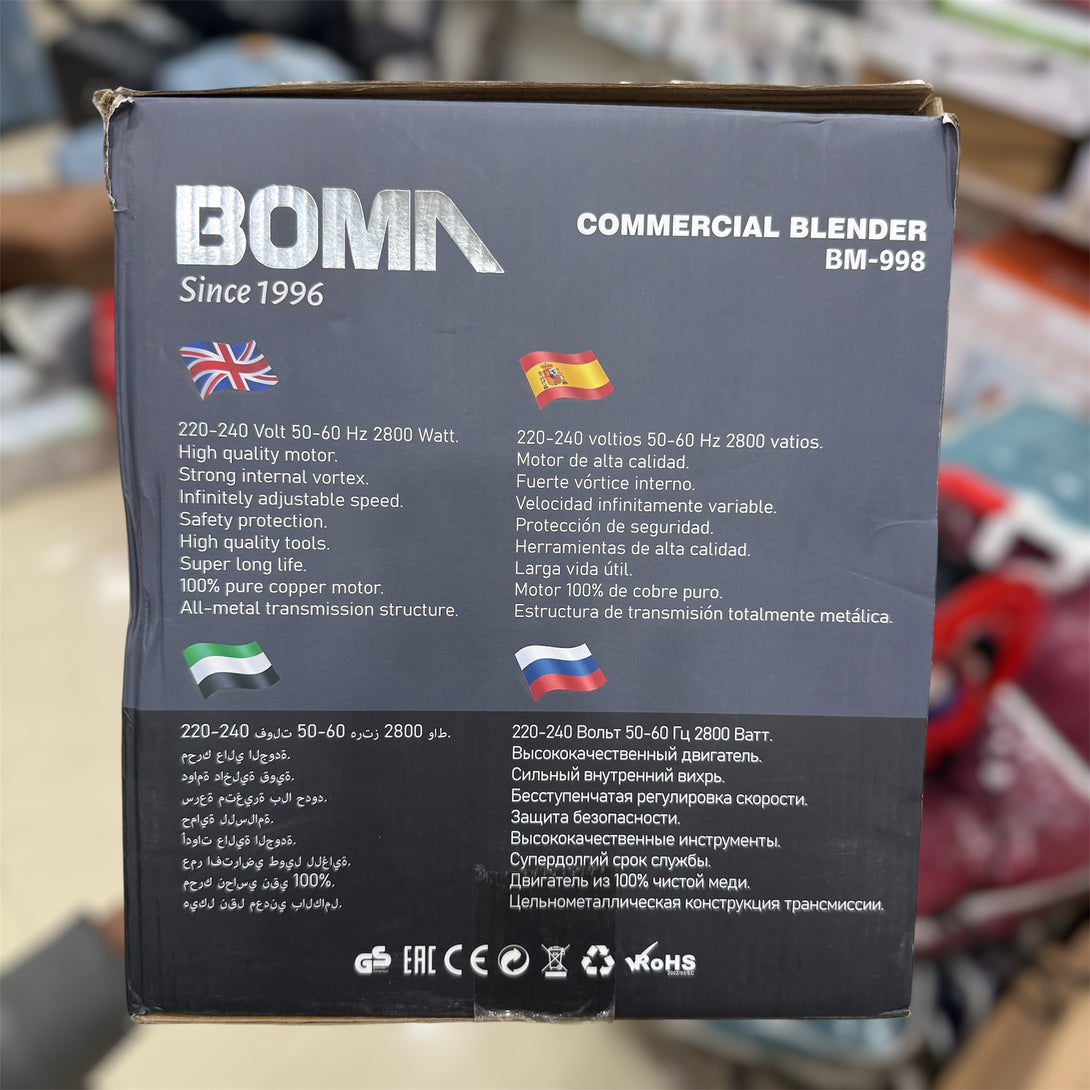 BOMA
Since 1996
COMMERCIAL BLENDER
BM-998
220-240 Volt 50-60 Hz 2800 Watt.
High quality motor.
Strong internal vortex.
Infinitely adjustable speed.
Safety protection.
High quality tools.
Super long life.
100% pure copper motor.
All-metal transmission structure.
220-240 voltios 50-60 Hz 2800 vatios.
Motor de alta calidad.
Fuerte vórtice interno.
Velocidad infinitamente variable.
Protección de seguridad.
Herramientas de alta calidad.
Larga vida útil.
Motor 100% de cobre puro.
Estructura de transmisión totalmente metálica.
220-240 فولت 50-60 هرتز 2800 واط.
محرك عالي الجودة.
دوامة داخلية قوية.
سرعة متغيرة بلا حدود.
حماية للسلامة.
أدوات عالية الجودة.
عمر افتراضي طويل للغاية.
محرك نحاسي نقي 100%.
هيكل نقل معدني بالكامل.
220-240 Вольт 50-60 Гц 2800 Ватт.
Высококачественный двигатель.
Сильный внутренний вихрь.
Бесступенчатая регулировка скорости.
Защита безопасности.
Высококачественные инструменты.
Супердолгий срок службы.
Двигатель из 100% чистой меди.
Цельнометаллическая конструкция трансмиссии.
GS EAC CE RoHS
2002/95/EC